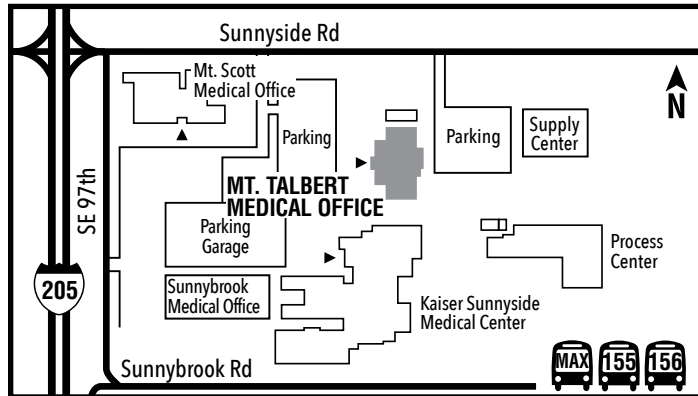 Sunnyside Rd
Mt. Scott
Medical Office
N
Parking
Parking
Supply
Center
SE 97th
MT. TALBERT
MEDICAL OFFICE
Parking
Garage
Process
Center
205
Sunnybrook
Medical Office
Kaiser Sunnyside
Medical Center
Sunnybrook Rd
MAX
155
156